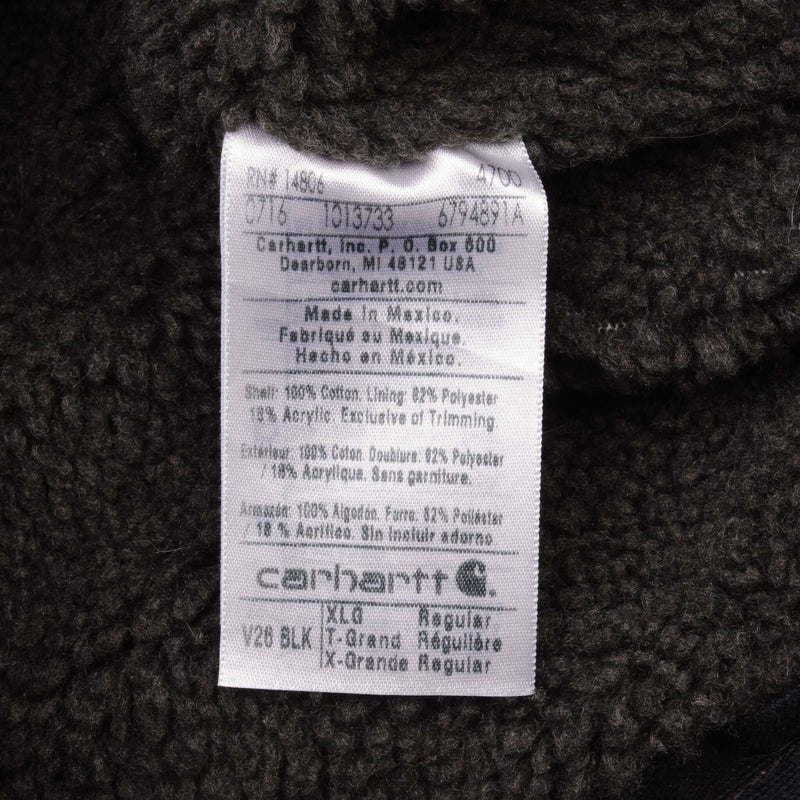 RN# 14806 A700
0716 1013733 6794891A
Carhartt, Inc. P. O. Box 600
Dearborn, MI 48121 USA
carhartt.com
Made in Mexico.
Fabriqué au Mexique.
Hecho en México.
Shell: 100% Cotton. Lining: 82% Polyester
18% Acrylic. Exclusive of Trimming.
Extérieur: 100% Coton. Doublure: 82% Polyester
/ 18% Acrylique. Sans garniture.
Armazón: 100% Algodón. Forro: 82% Poliéster
/ 18 % Acrílico. Sin incluir adorno
carhartt
V26 BLK XLG Regular
T-Grand Régulière
X-Grande Regular